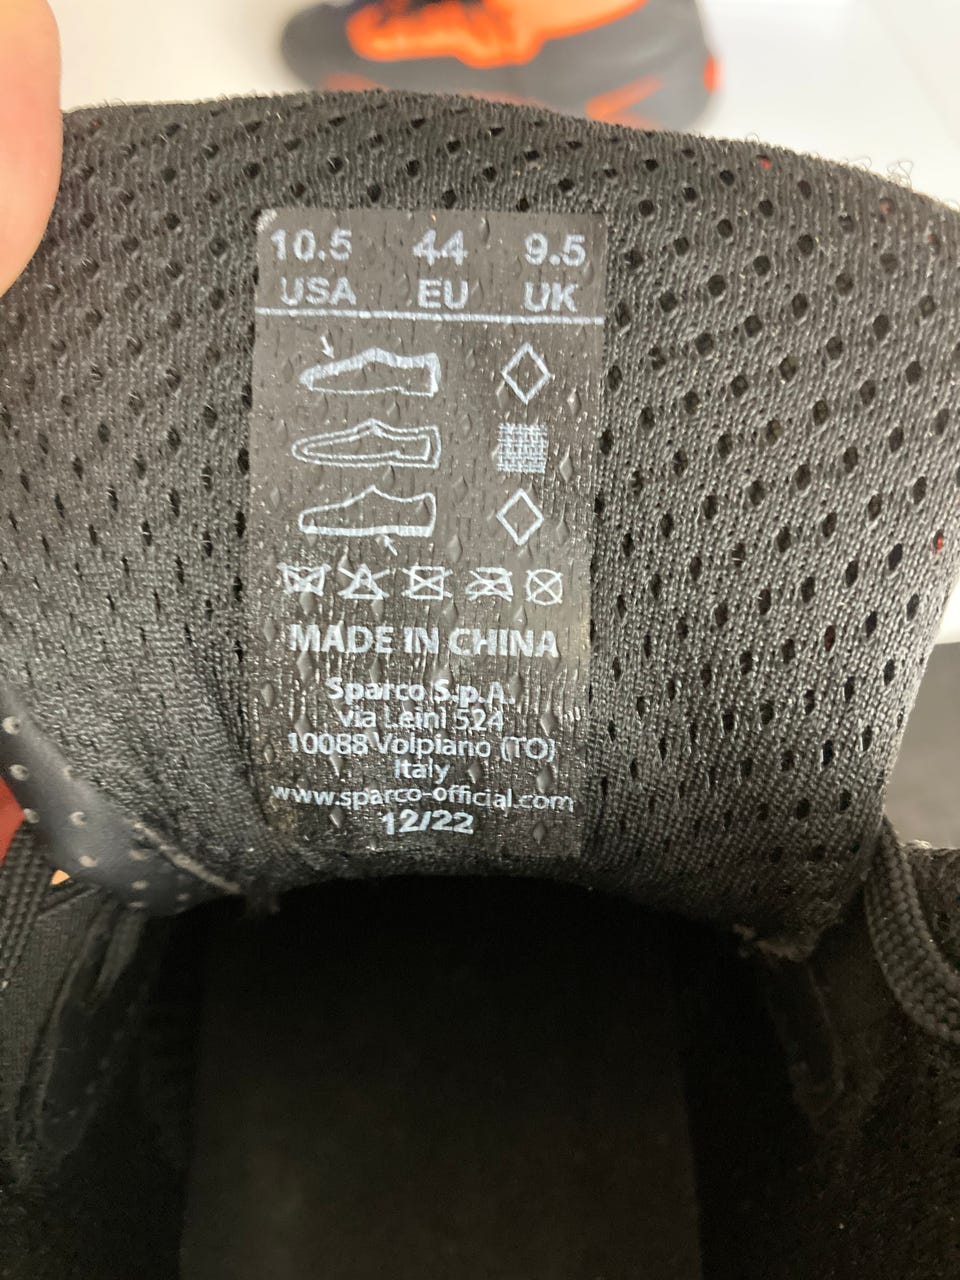 10.5 44 9.5
USA EU UK
MADE IN CHINA
Sparco S.p.A.
via Leinì 524
10088 Volpiano (TO)
Italy
www.sparco-official.com
12/22